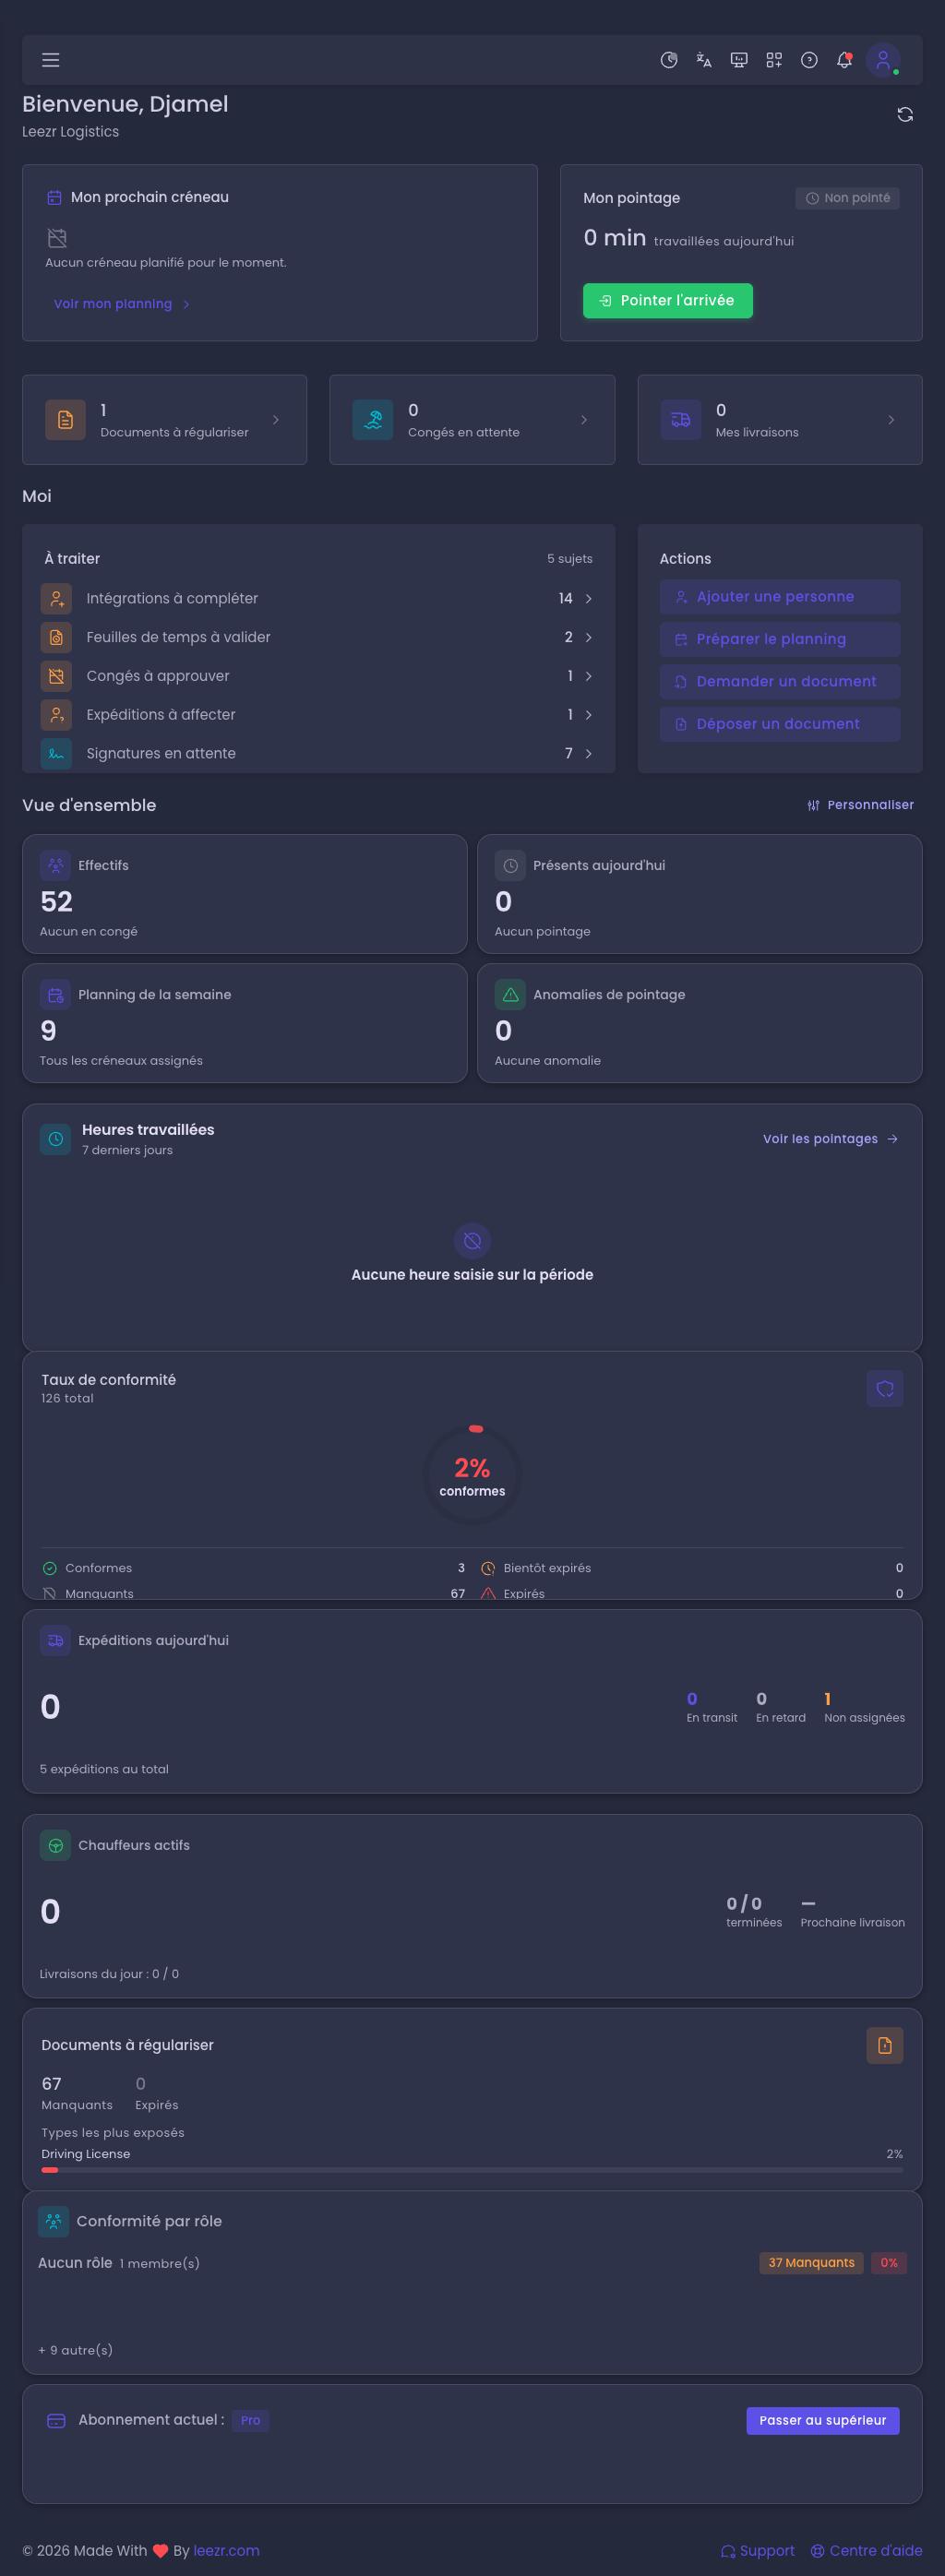 Bienvenue, Djamel
Leezr Logistics
Mon prochain créneau
Aucun créneau planifié pour le moment.
Voir mon planning
Mon pointage
Non pointé
0 min travaillées aujourd'hui
Pointer l'arrivée
1
Documents à régulariser
0
Congés en attente
0
Mes livraisons
Moi
À traiter
5 sujets
Intégrations à compléter 14
Feuilles de temps à valider 2
Congés à approuver 1
Expéditions à affecter 1
Signatures en attente 7
Actions
Ajouter une personne
Préparer le planning
Demander un document
Déposer un document
Vue d'ensemble
Personnaliser
Effectifs
52
Aucun en congé
Présents aujourd'hui
0
Aucun pointage
Planning de la semaine
9
Tous les créneaux assignés
Anomalies de pointage
0
Aucune anomalie
Heures travaillées
7 derniers jours
Voir les pointages
Aucune heure saisie sur la période
Taux de conformité
126 total
2%
conformes
Conformes 3
Bientôt expirés 0
Manquants 67
Expirés 0
Expéditions aujourd'hui
0
0
En transit
0
En retard
1
Non assignées
5 expéditions au total
Chauffeurs actifs
0
0 / 0
terminées
—
Prochaine livraison
Livraisons du jour : 0 / 0
Documents à régulariser
67
Manquants
0
Expirés
Types les plus exposés
Driving License 2%
Conformité par rôle
Aucun rôle 1 membre(s)
37 Manquants 0%
+ 9 autre(s)
Abonnement actuel : Pro
Passer au supérieur
© 2026 Made With By leezr.com
Support
Centre d'aide